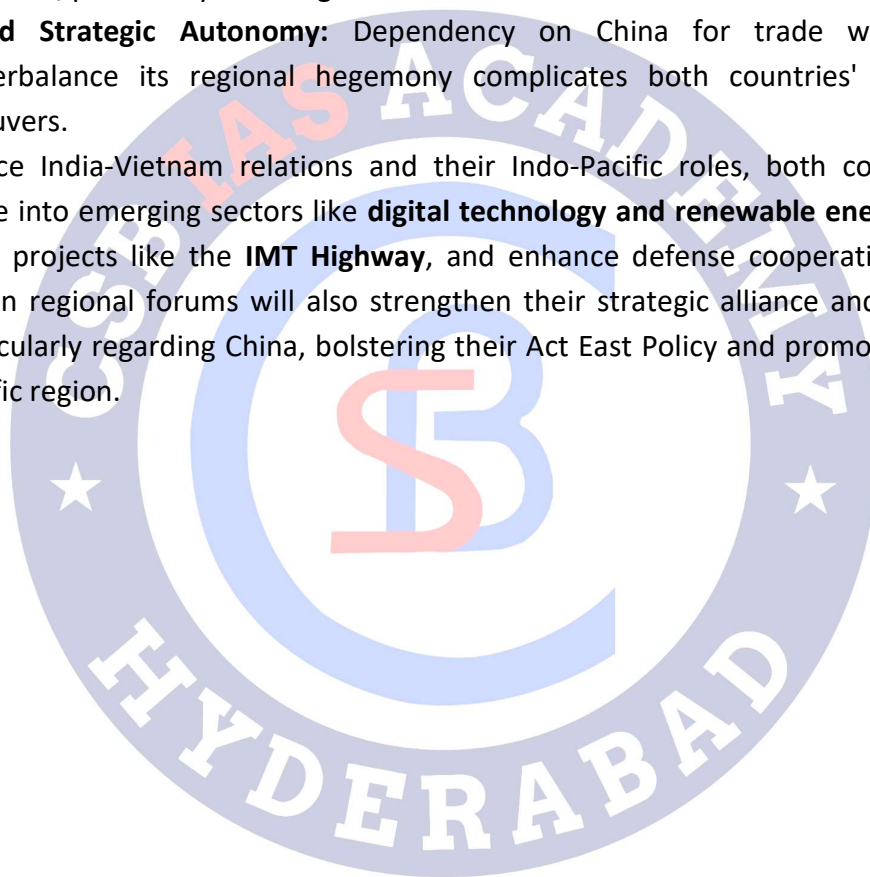 d Strategic Autonomy: Dependency on China for trade w
erbalance its regional hegemony complicates both countries'
uvers.
ce India-Vietnam relations and their Indo-Pacific roles, both co
e into emerging sectors like digital technology and renewable ene
projects like the IMT Highway, and enhance defense cooperati
n regional forums will also strengthen their strategic alliance and
cularly regarding China, bolstering their Act East Policy and promo
fic region.
CSB IAS ACADEMY
CSB
HYDERABAD